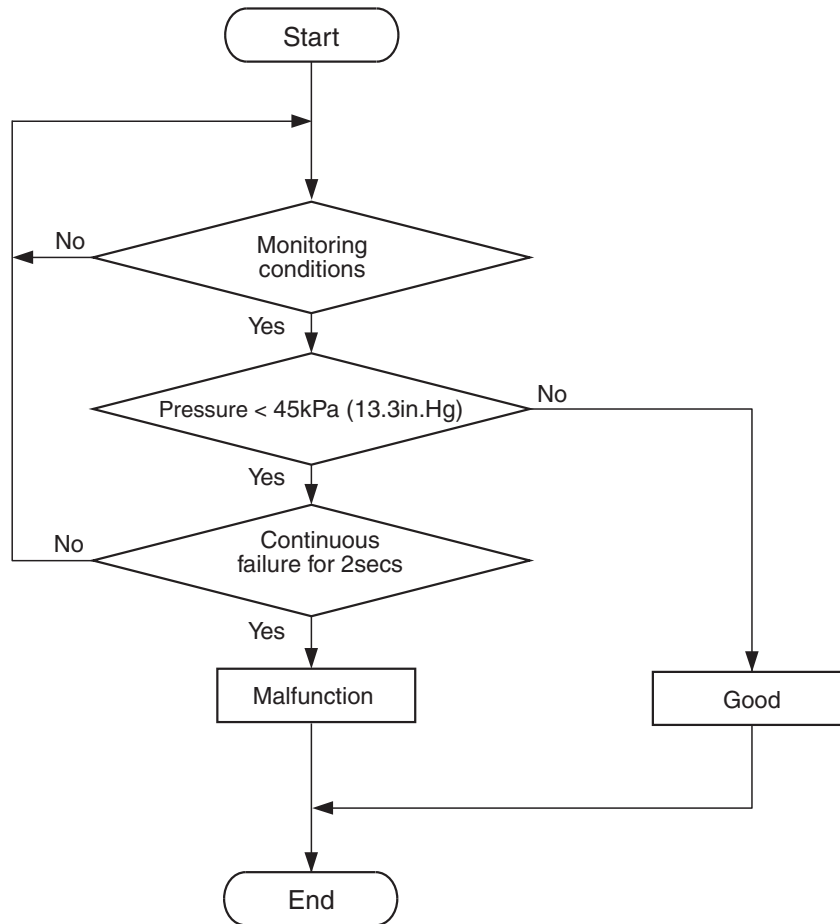 Start
No
Monitoring
conditions
Yes
Pressure < 45kPa (13.3in.Hg)
No
Yes
No
Continuous
failure for 2secs
Yes
Malfunction
Good
End